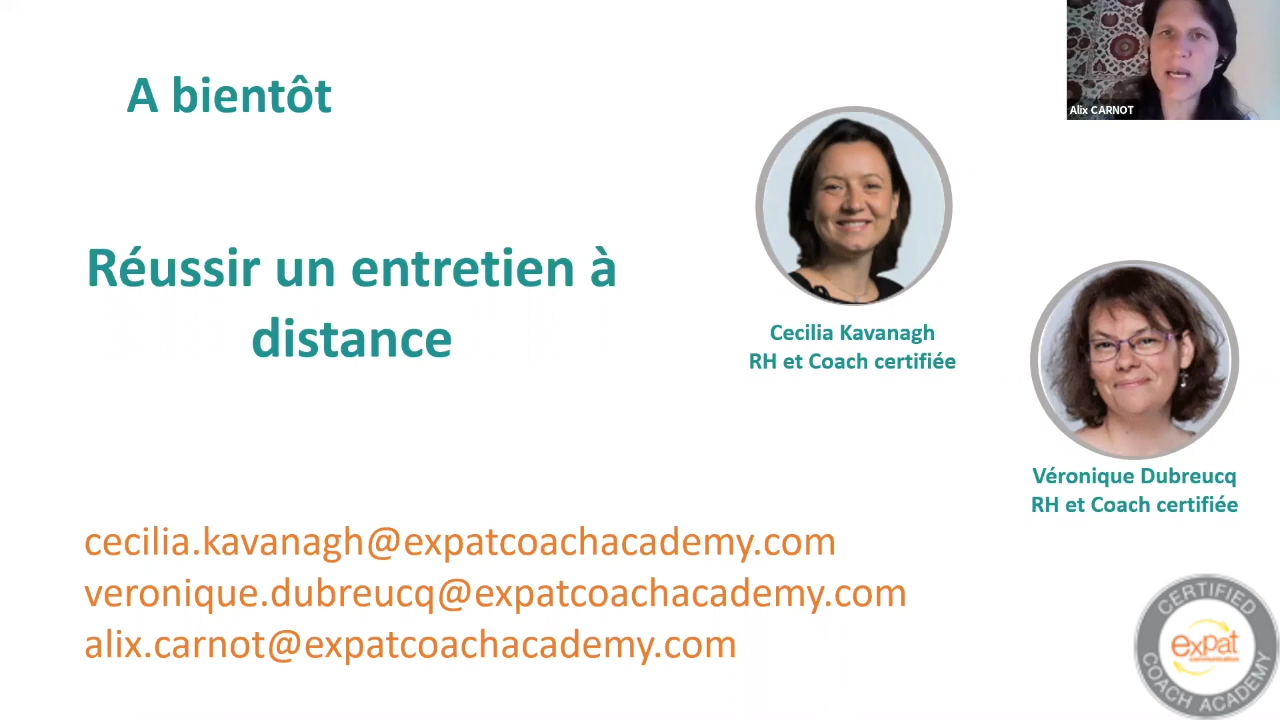 A bientôt
Alix CARNOT
Réussir un entretien à
distance
Cecilia Kavanagh
RH et Coach certifiée
Véronique Dubreucq
RH et Coach certifiée
cecilia.kavanagh@expatcoachacademy.com
veronique.dubreucq@expatcoachacademy.com
alix.carnot@expatcoachacademy.com
CERTIFIED
expat
communication
COACH ACADEMY